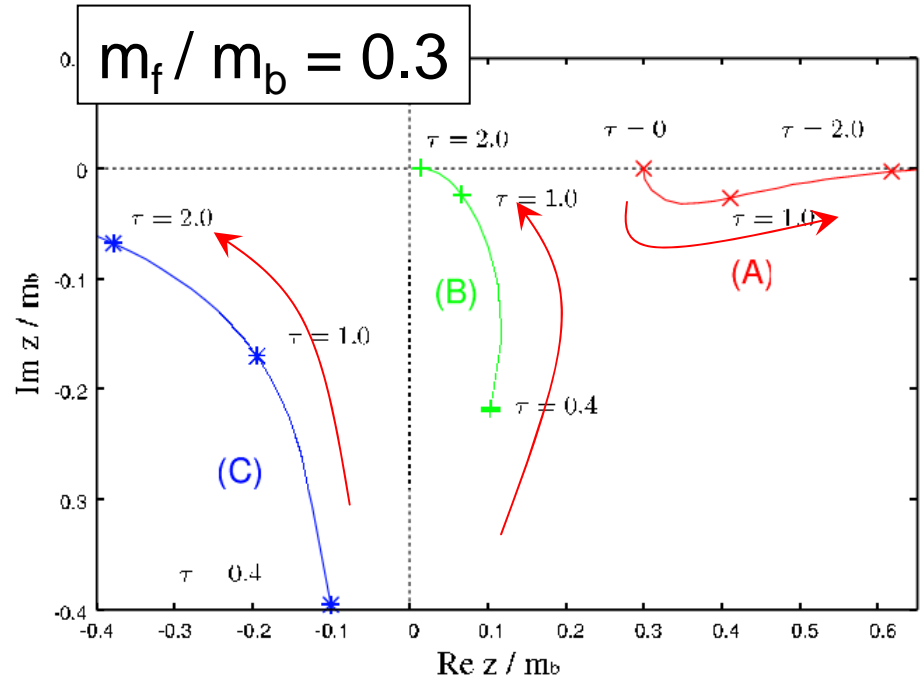 m_f / m_b = 0.3
0.
0
-0.1
-0.2
0.3
-0.4
Im z / m_b
τ = 2.0
τ − 0
τ − 2.0
τ = 2.0
τ = 1.0
τ = 1.0
(A)
(B)
τ = 1.0
τ = 0.4
(C)
τ 0.4
-0.4 -0.3 -0.2 -0.1 0 0.1 0.2 0.3 0.4 0.5 0.6
Re z / m_b